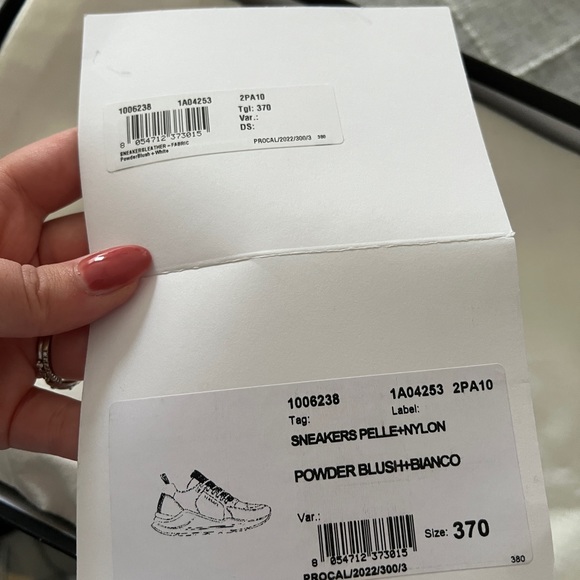 1006238 1A04253 2PA10
Tgl: 370
Var.:
DS:
8 054712 373015
SNEAKERSLEATHER+FABRIC
PowderBlush+White
PROCAL/2022/300/3 380
1006238 1A04253 2PA10
Tag: Label:
SNEAKERS PELLE+NYLON
POWDER BLUSH+BIANCO
Var.:
Size: 370
8 054712 373015
PROCAL/2022/300/3
380